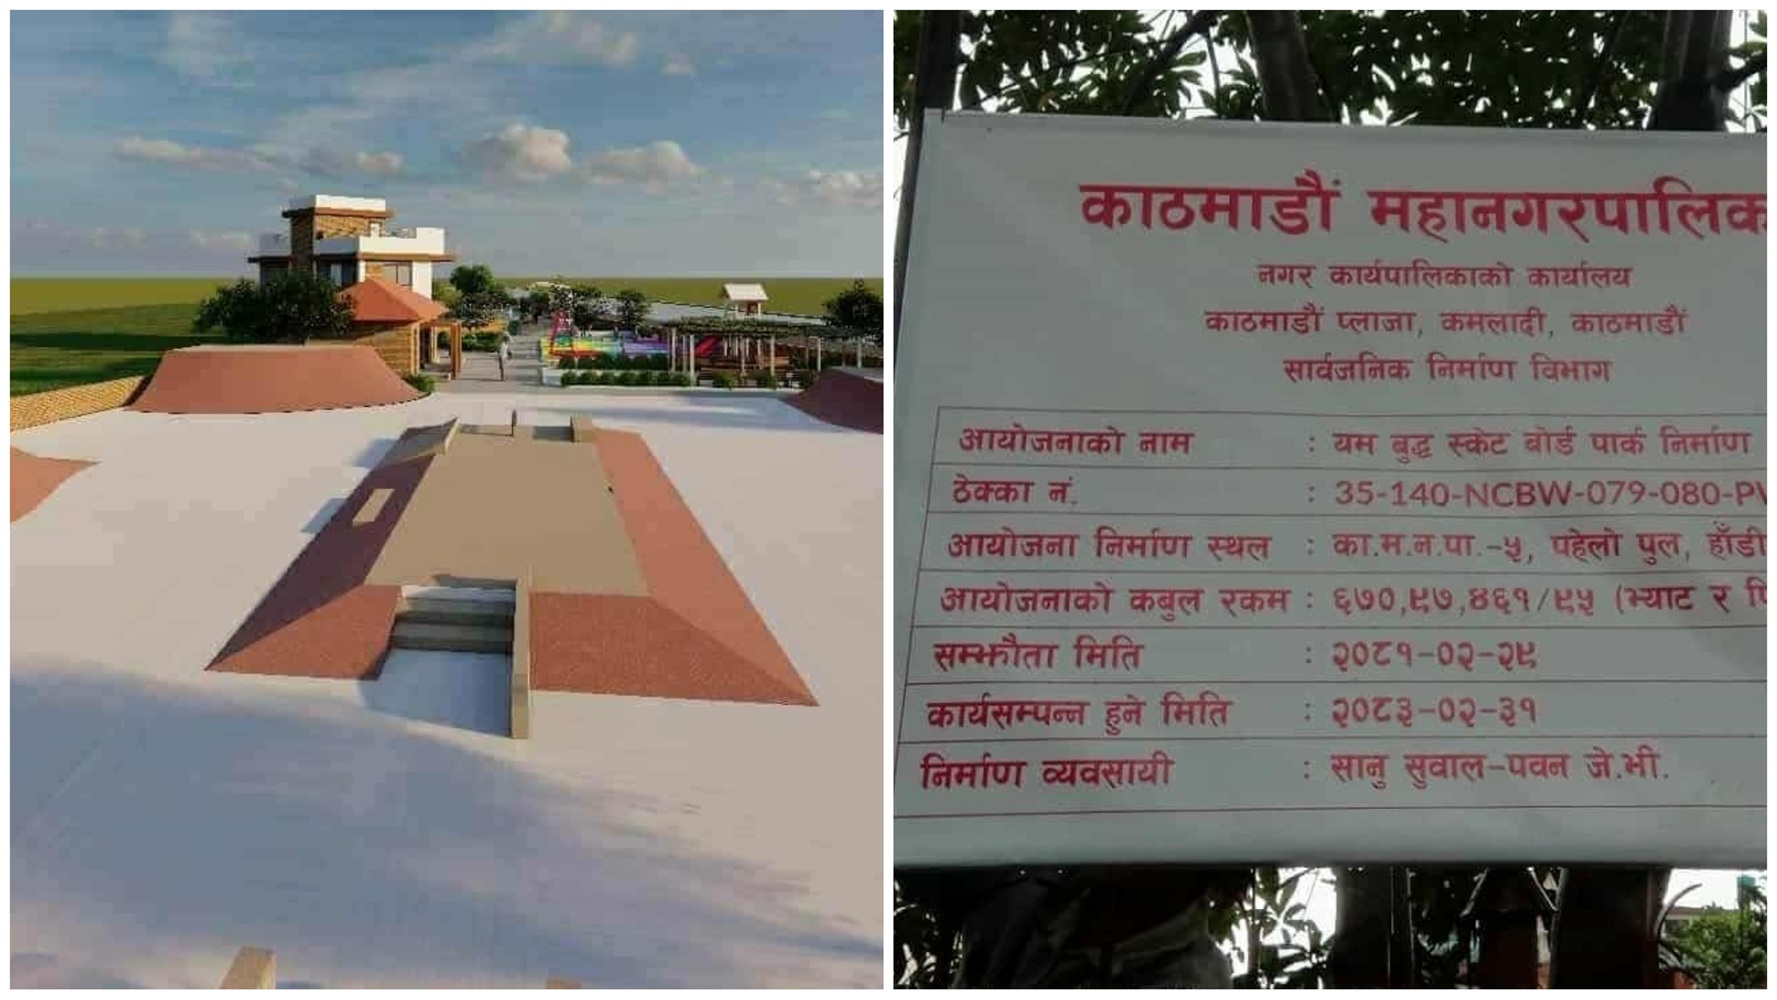 काठमाडौं महानगरपालिक
नगर कार्यपालिकाको कार्यालय
काठमाडौं प्लाजा, कमलादी, काठमाडौं
सार्वजनिक निर्माण विभाग
आयोजनाको नाम : यम बुद्ध स्केट बोर्ड पार्क निर्माण
ठेक्का नं. : 35-140-NCBW-079-080-PV
आयोजना निर्माण स्थल : का.म.न.पा.-५, पहेलो पुल, हाँडी
आयोजनाको कबुल रकम : ६७०,९७,४६१/९५ (भ्याट र पि
सम्झौता मिति : २०८१-०२-२९
कार्यसम्पन्न हुने मिति : २०८३-०२-३१
निर्माण व्यवसायी : सानु सुवाल-पवन जे.भी.